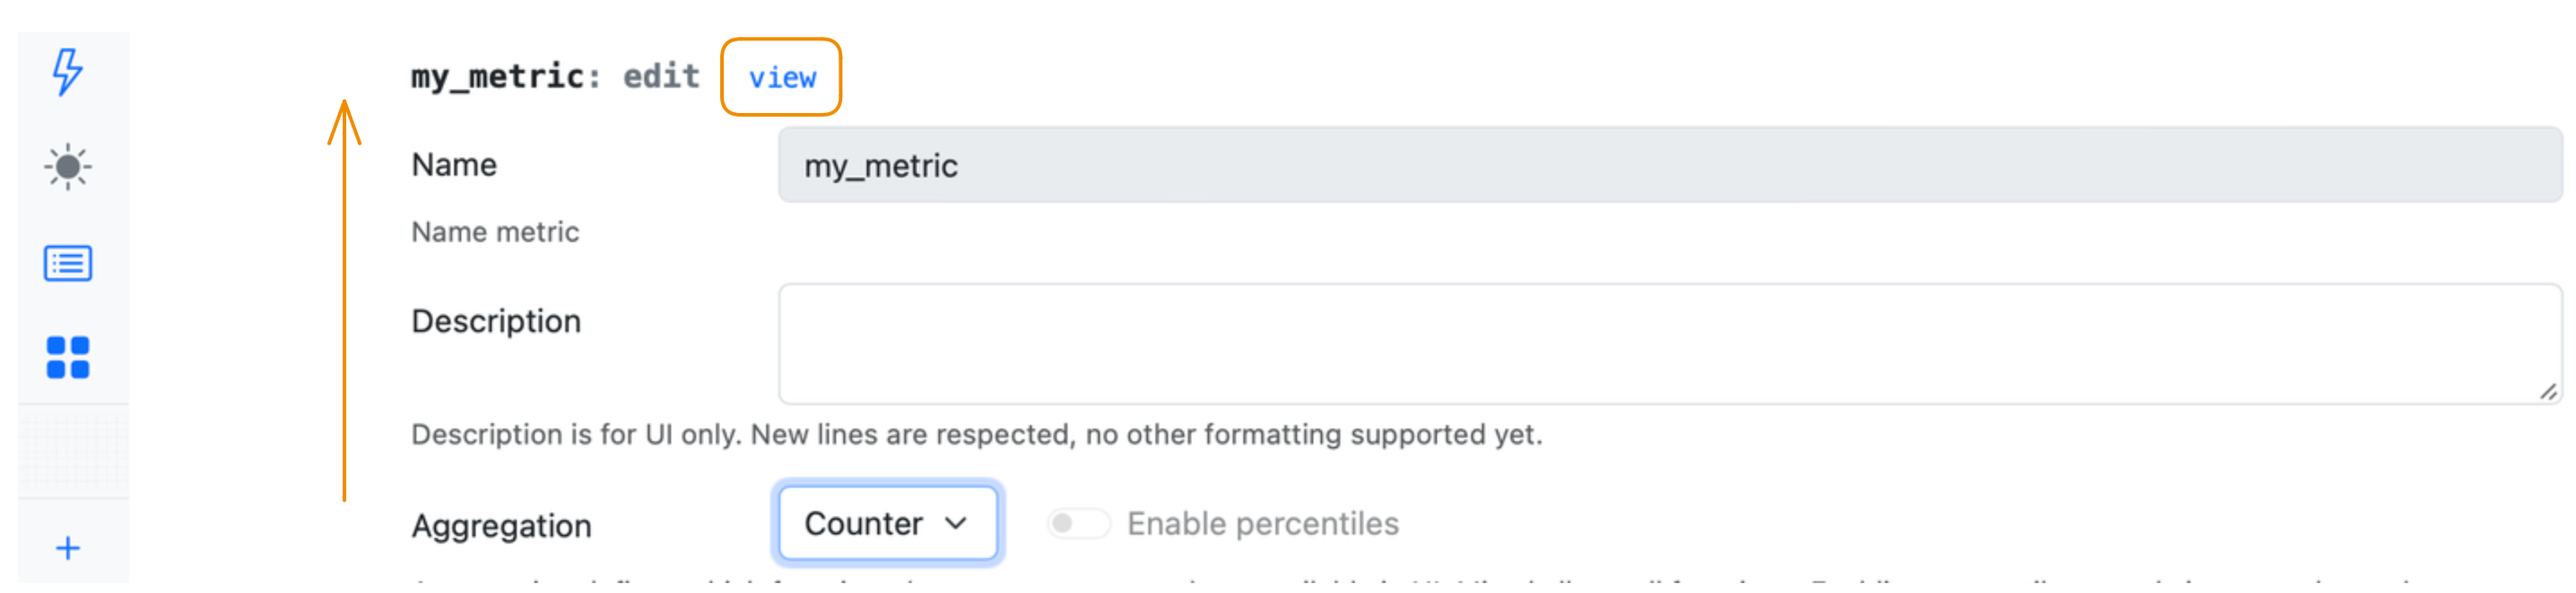 my_metric: edit view
Name my_metric
Name metric
Description
Description is for UI only. New lines are respected, no other formatting supported yet.
Aggregation Counter Enable percentiles